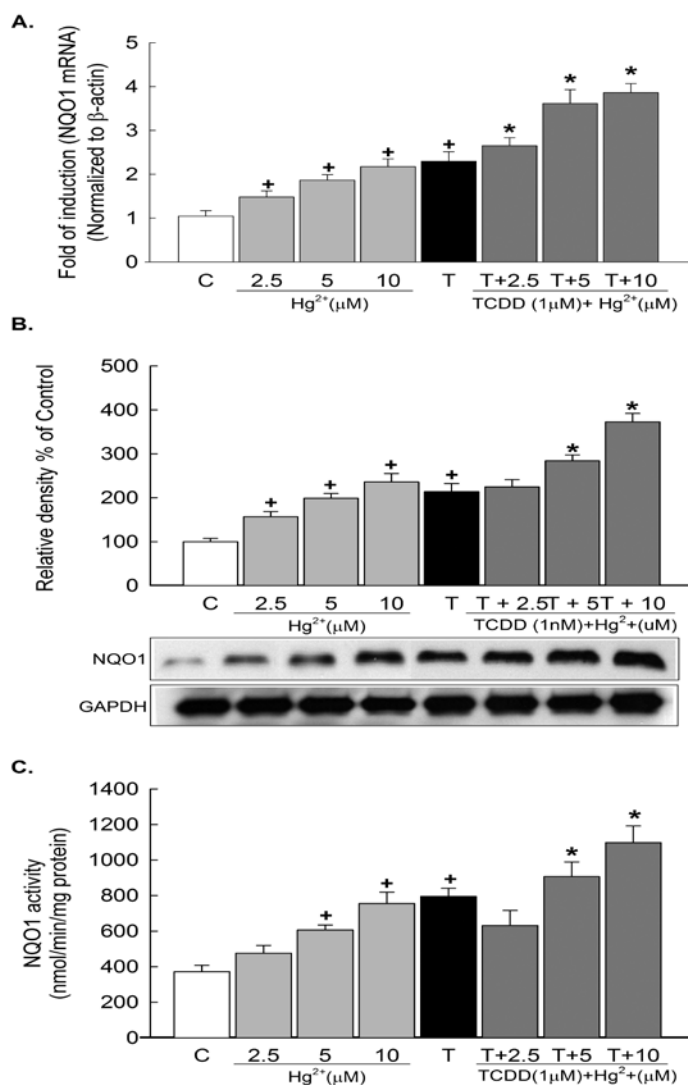 A.
Fold of induction (NQO1 mRNA)
(Normalized to β-actin)
5
4
3
2
1
0
+ + + + * * *
C 2.5 5 10 T T+2.5 T+5 T+10
Hg²⁺(μM) TCDD (1μM)+ Hg²⁺(μM)
B.
Relative density % of Control
500
400
300
200
100
0
+ + + + * *
C 2.5 5 10 T T + 2.5 T + 5 T + 10
Hg²⁺(μM) TCDD (1nM)+Hg²+(uM)
NQO1
GAPDH
C.
NQO1 activity
(nmol/min/mg protein)
1400
1200
1000
800
600
400
200
0
+ + + * *
C 2.5 5 10 T T+2.5 T+5 T+10
Hg²⁺(μM) TCDD(1μM)+Hg²⁺(μM)